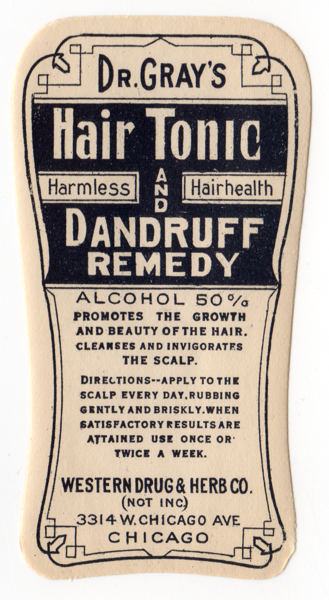 DR. GRAY'S
Hair Tonic
Harmless AND Hairhealth
DANDRUFF
REMEDY
ALCOHOL 50%
PROMOTES THE GROWTH
AND BEAUTY OF THE HAIR.
CLEANSES AND INVIGORATES
THE SCALP.
DIRECTIONS--APPLY TO THE
SCALP EVERY DAY, RUBBING
GENTLY AND BRISKLY. WHEN
SATISFACTORY RESULTS ARE
ATTAINED USE ONCE OR
TWICE A WEEK.
WESTERN DRUG & HERB CO.
(NOT INC)
3314 W. CHICAGO AVE
CHICAGO